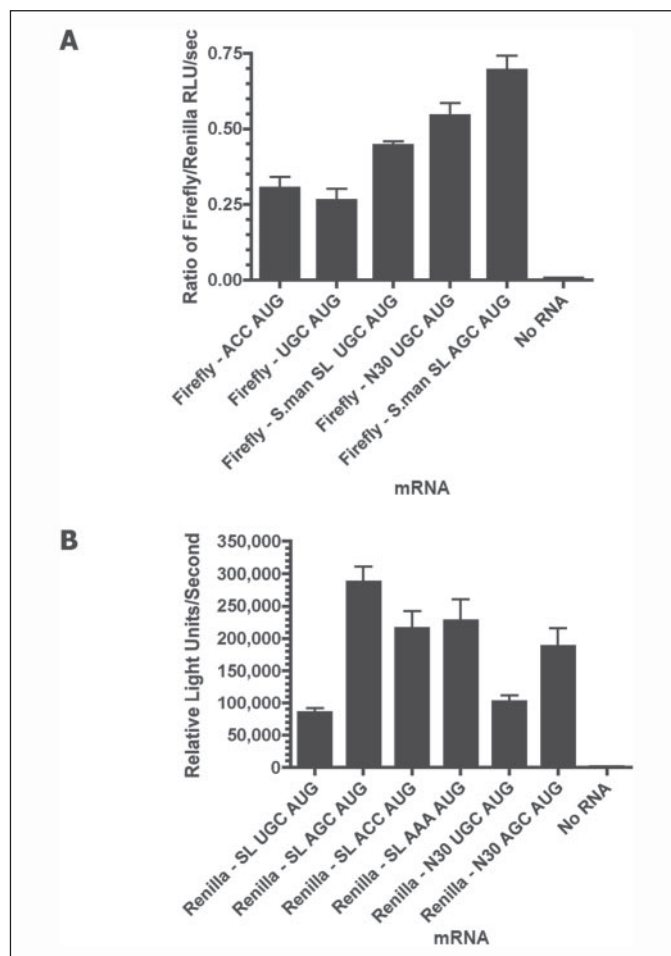 A
Ratio of Firefly/Renilla RLU/sec
0.75
0.50
0.25
0.00
Firefly - ACC AUG
Firefly - UGC AUG
Firefly - S.man SL  UGC AUG
Firefly - N30 UGC AUG
Firefly - S.man SL AGC AUG
No RNA
mRNA
B
Relative Light Units/Second
350,000
300,000
250,000
200,000
150,000
100,000
50,000
0
Renilla - SL UGC AUG
Renilla - SL AGC AUG
Renilla - SL ACC AUG
Renilla - SL AAA AUG
Renilla - N30 UGC AUG
Renilla - N30 AGC AUG
No RNA
mRNA